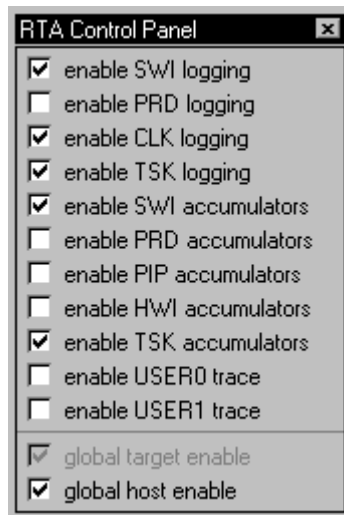 RTA Control Panel
enable SWI logging
enable PRD logging
enable CLK logging
enable TSK logging
enable SWI accumulators
enable PRD accumulators
enable PIP accumulators
enable HWI accumulators
enable TSK accumulators
enable USER0 trace
enable USER1 trace
global target enable
global host enable